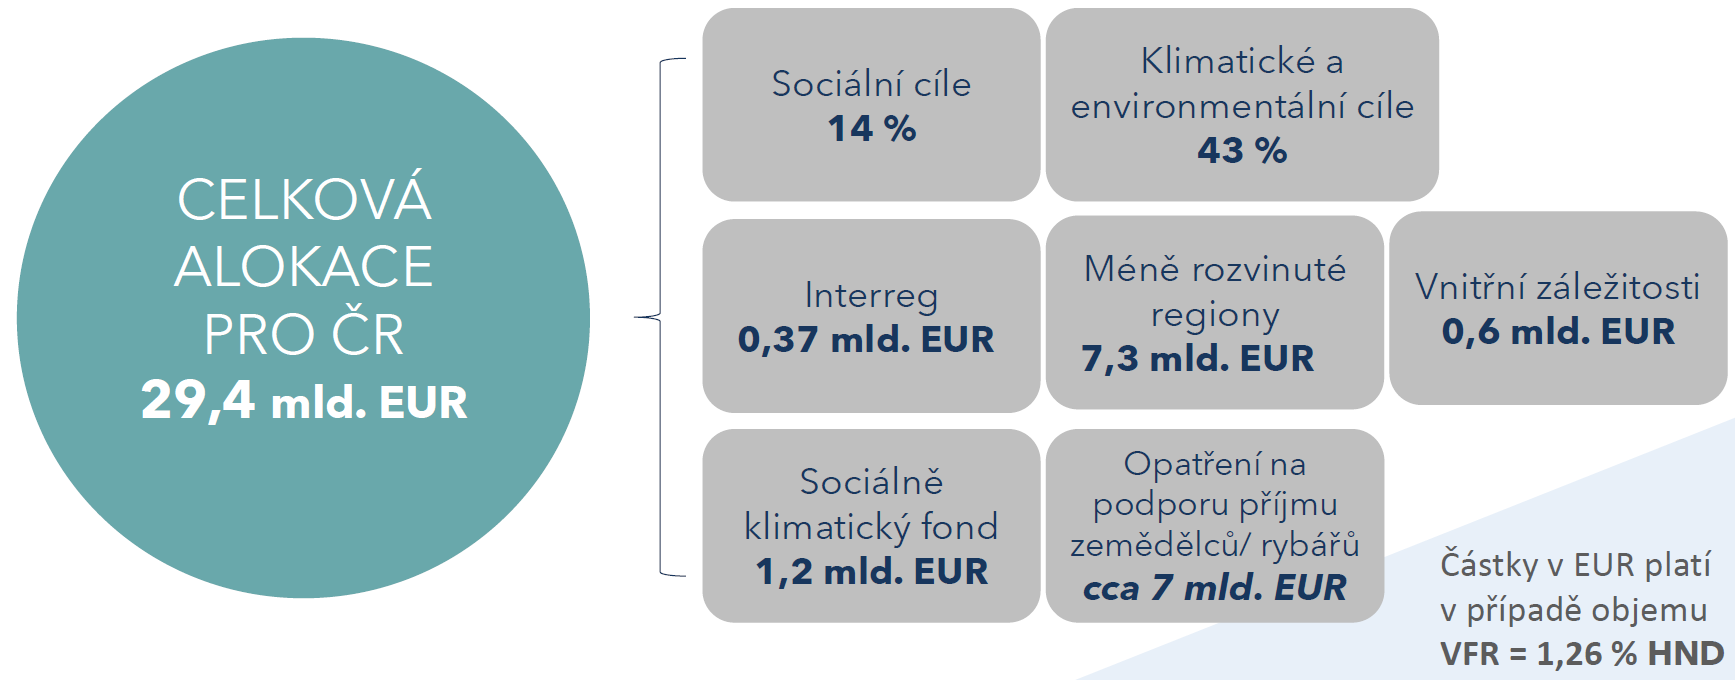 CELKOVÁ
ALOKACE
PRO ČR
29,4 mld. EUR
Sociální cíle
14 %
Klimatické a
environmentální cíle
43 %
Interreg
0,37 mld. EUR
Méně rozvinuté
regiony
7,3 mld. EUR
Vnitřní záležitosti
0,6 mld. EUR
Sociálně
klimatický fond
1,2 mld. EUR
Opatření na
podporu příjmu
zemědělců/ rybářů
cca 7 mld. EUR
Částky v EUR platí
v případě objemu
VFR = 1,26 % HND